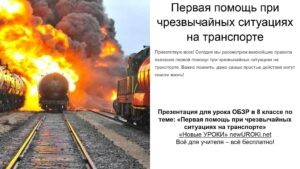 Первая помощь при
чрезвычайных ситуациях
на транспорте
Приветствую всех! Сегодня мы рассмотрим важнейшие правила
оказания первой помощи при чрезвычайных ситуациях на
транспорте. Важно помнить: даже самые простые действия могут
спасти жизнь!
Презентация для урока ОБЗР в 8 классе по
теме: «Первая помощь при чрезвычайных
ситуациях на транспорте»
«Новые УРОКИ» newUROKI.net
Всё для учителя – всё бесплатно!